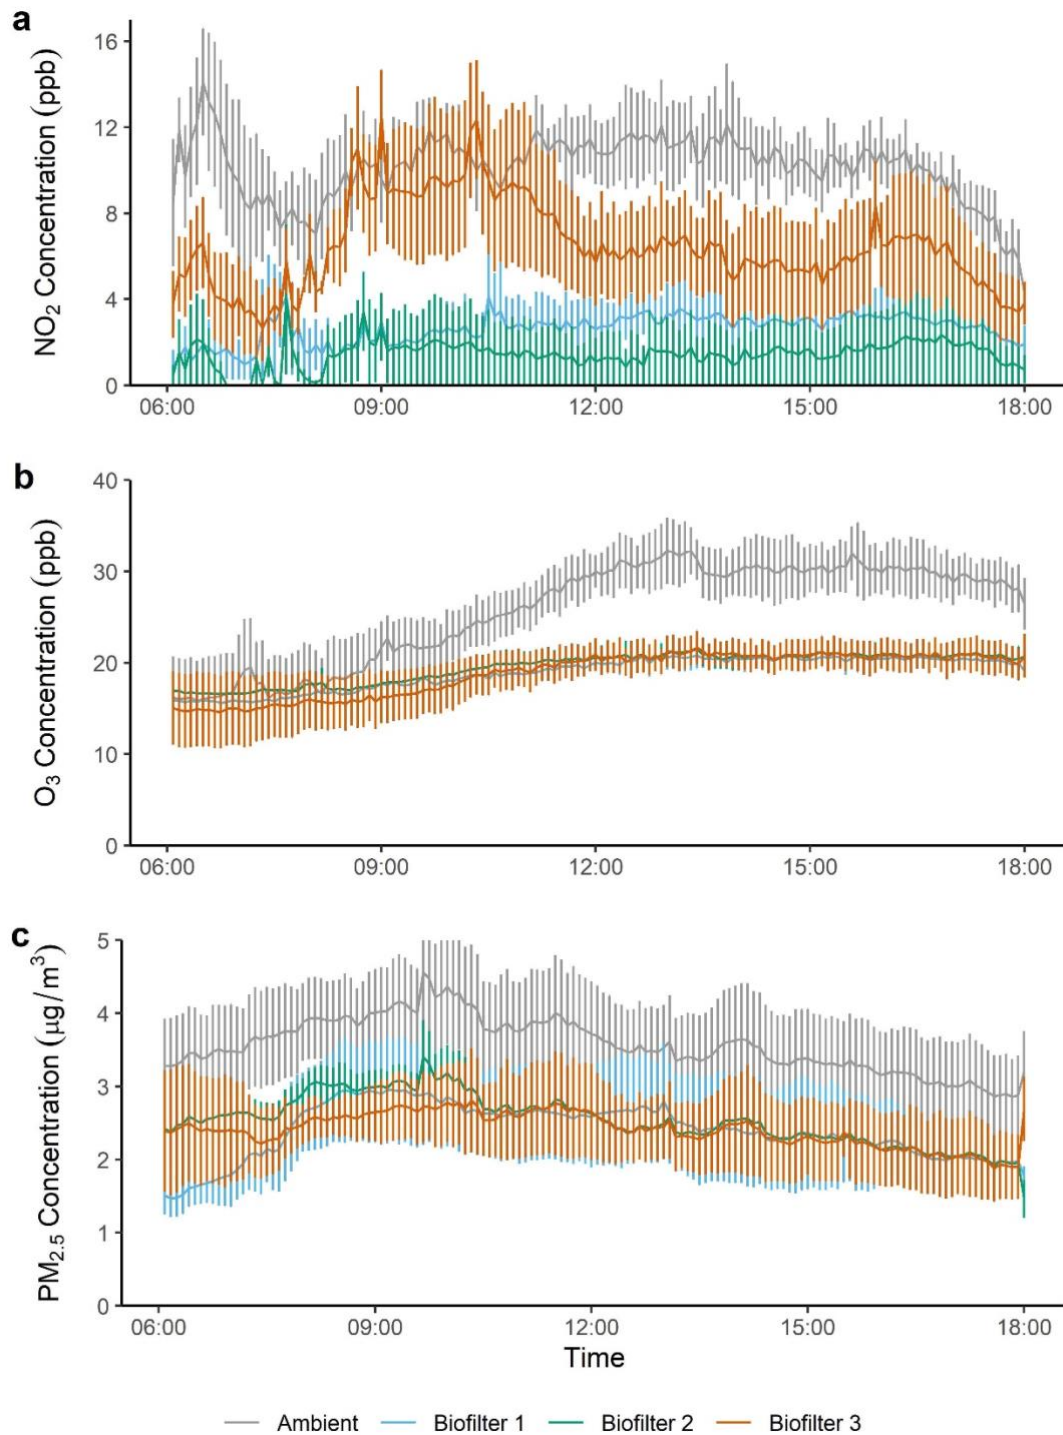 a
NO2 Concentration (ppb)
16
12
8
4
0
06:00 09:00 12:00 15:00 18:00
b
O3 Concentration (ppb)
40
30
20
10
0
06:00 09:00 12:00 15:00 18:00
c
PM2.5 Concentration (μg/m3)
5
4
3
2
1
0
06:00 09:00 12:00 15:00 18:00
Time
Ambient Biofilter 1 Biofilter 2 Biofilter 3